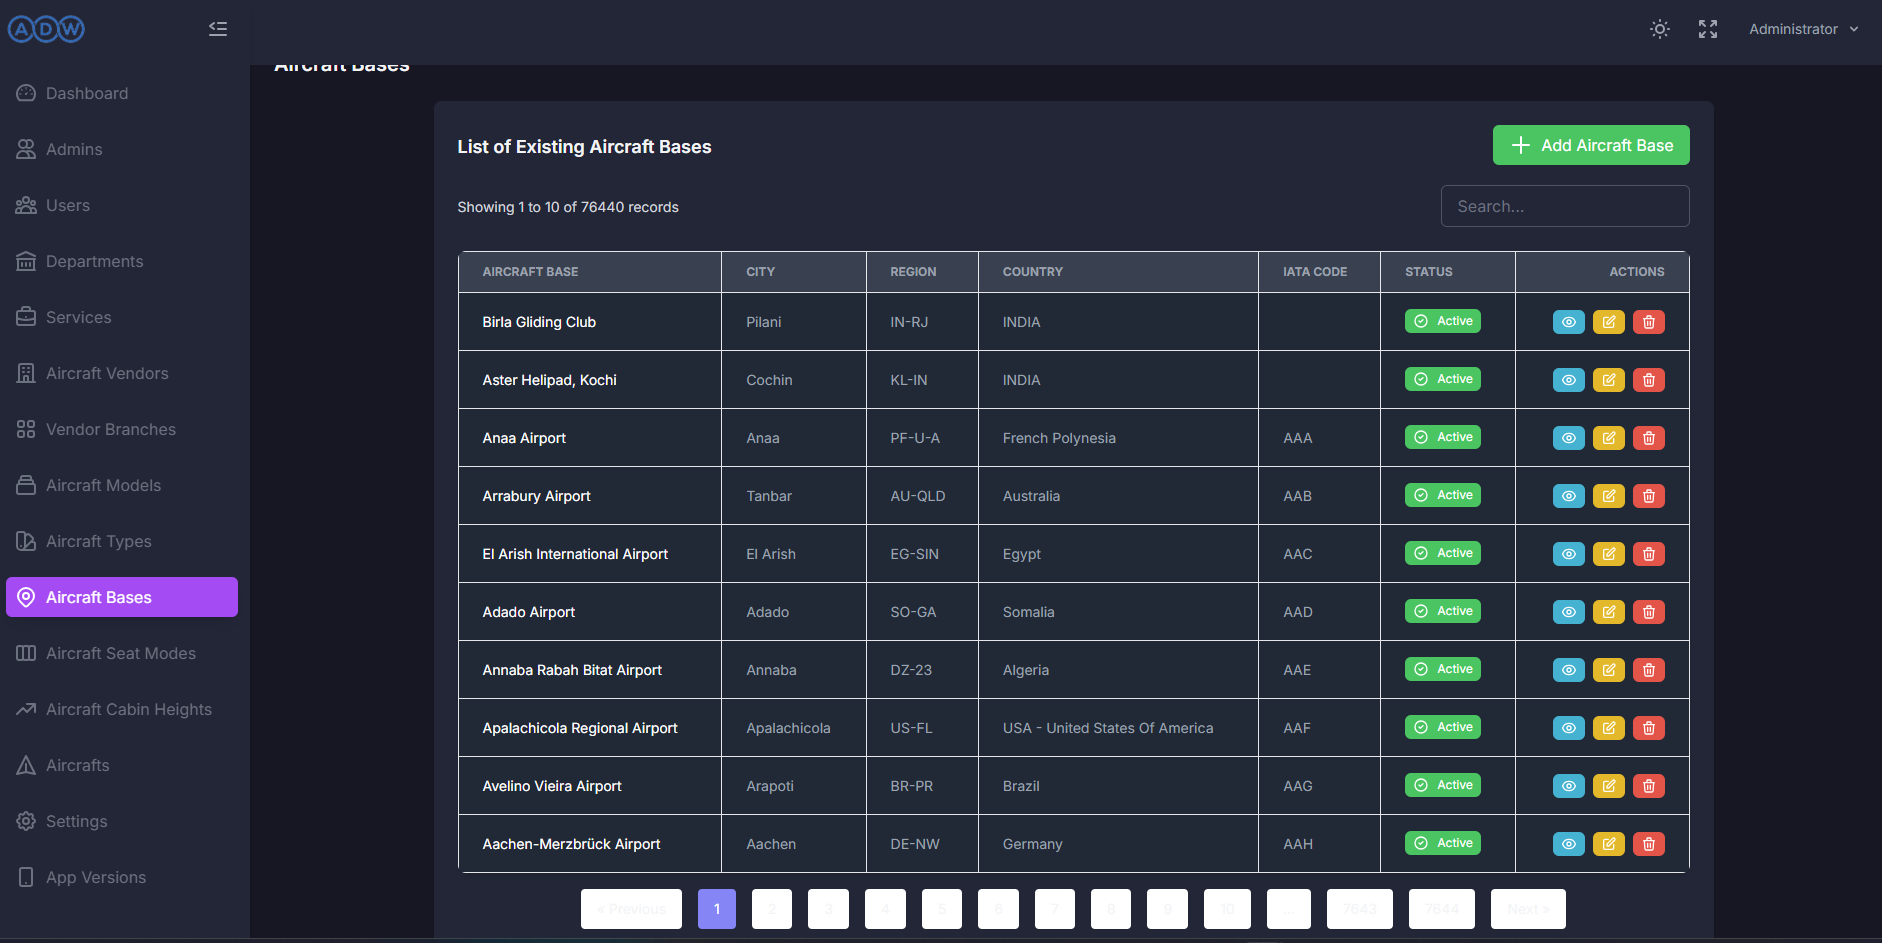 ADW
Administrator
Aircraft Bases
Dashboard
Admins
Users
Departments
Services
Aircraft Vendors
Vendor Branches
Aircraft Models
Aircraft Types
Aircraft Bases
Aircraft Seat Modes
Aircraft Cabin Heights
Aircrafts
Settings
App Versions
List of Existing Aircraft Bases
Add Aircraft Base
Showing 1 to 10 of 76440 records
Search...
AIRCRAFT BASE CITY REGION COUNTRY IATA CODE STATUS ACTIONS
Birla Gliding Club Pilani IN-RJ INDIA Active
Aster Helipad, Kochi Cochin KL-IN INDIA Active
Anaa Airport Anaa PF-U-A French Polynesia AAA Active
Arrabury Airport Tanbar AU-QLD Australia AAB Active
El Arish International Airport El Arish EG-SIN Egypt AAC Active
Adado Airport Adado SO-GA Somalia AAD Active
Annaba Rabah Bitat Airport Annaba DZ-23 Algeria AAE Active
Apalachicola Regional Airport Apalachicola US-FL USA - United States Of America AAF Active
Avelino Vieira Airport Arapoti BR-PR Brazil AAG Active
Aachen-Merzbrück Airport Aachen DE-NW Germany AAH Active
« Previous 1 2 3 4 5 6 7 8 9 10 ... 7643 7644 Next »